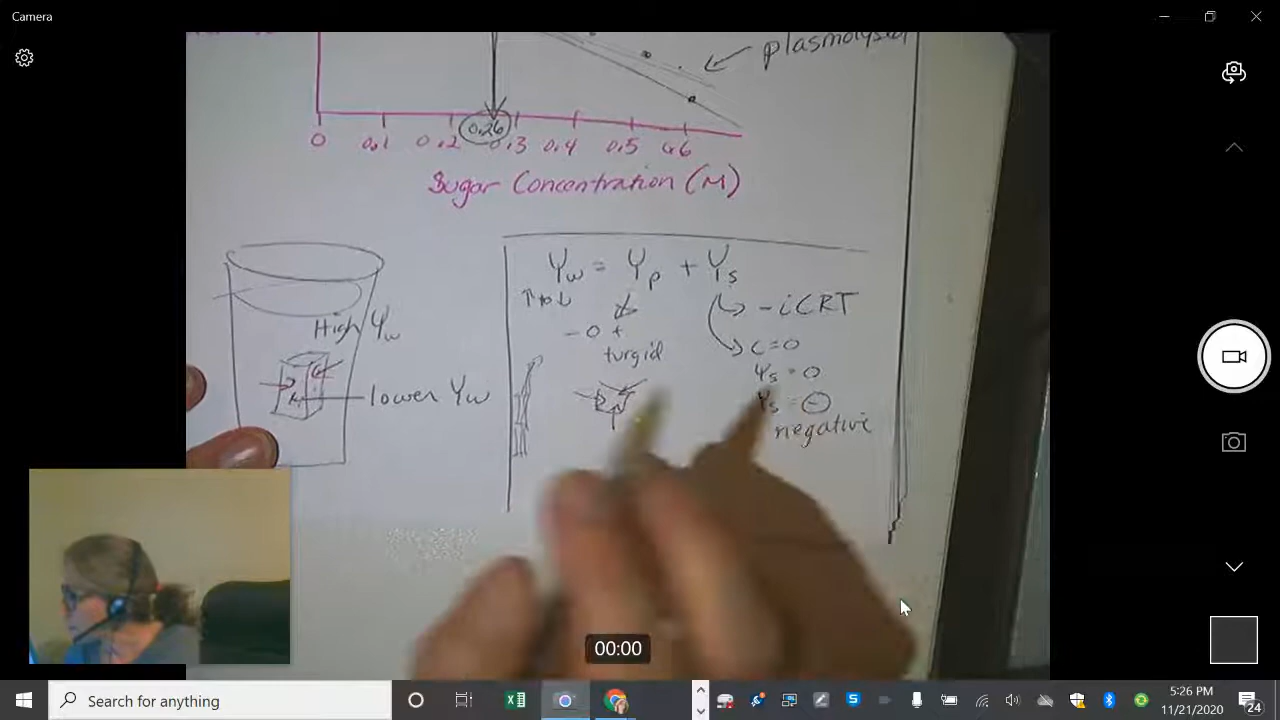 Camera
plasmolysed
0.26
0 0.1 0.2 0.3 0.4 0.5 0.6
Sugar Concentration (M)
Ψw = Ψp + Ψs
↑ to ↓
- 0 +
turgid
→ -iCRT
→ C=0
Ψs = 0
Ψs = (-)
negative
High Ψw
lower Ψw
00:00
Search for anything
5:26 PM
11/21/2020
24